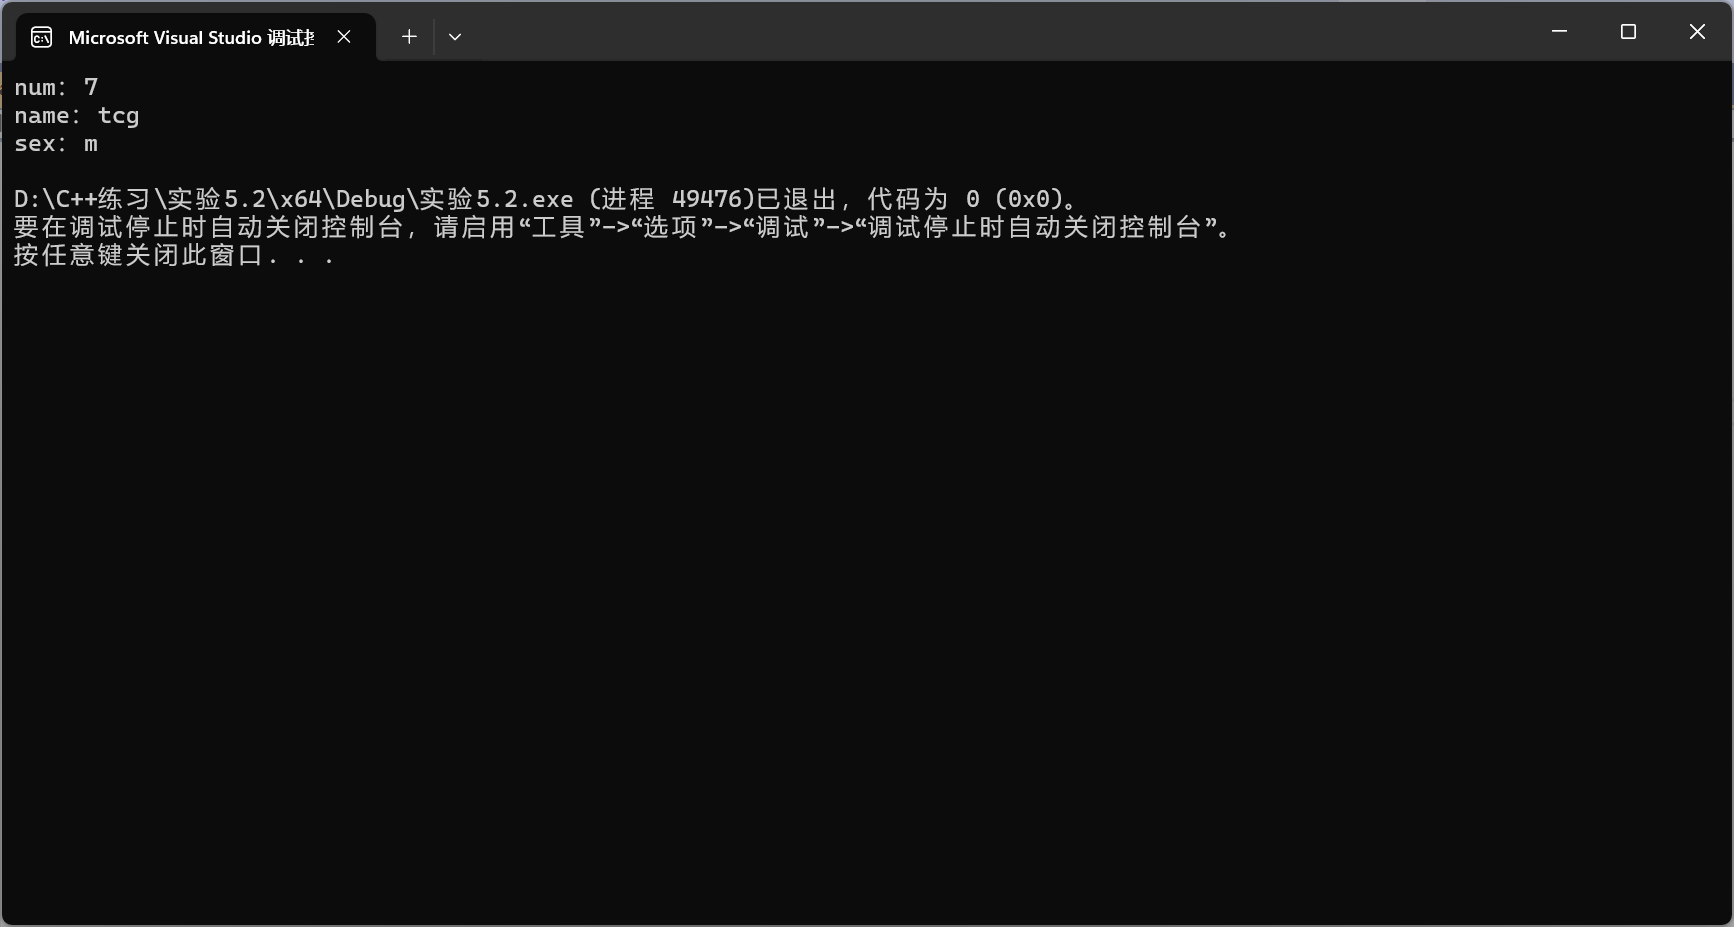 Microsoft Visual Studio 调试
num: 7
name: tcg
sex: m
D:\C++练习\实验5.2\x64\Debug\实验5.2.exe (进程 49476)已退出，代码为 0 (0x0)。
要在调试停止时自动关闭控制台，请启用“工具”->“选项”->“调试”->“调试停止时自动关闭控制台”。
按任意键关闭此窗口. . .